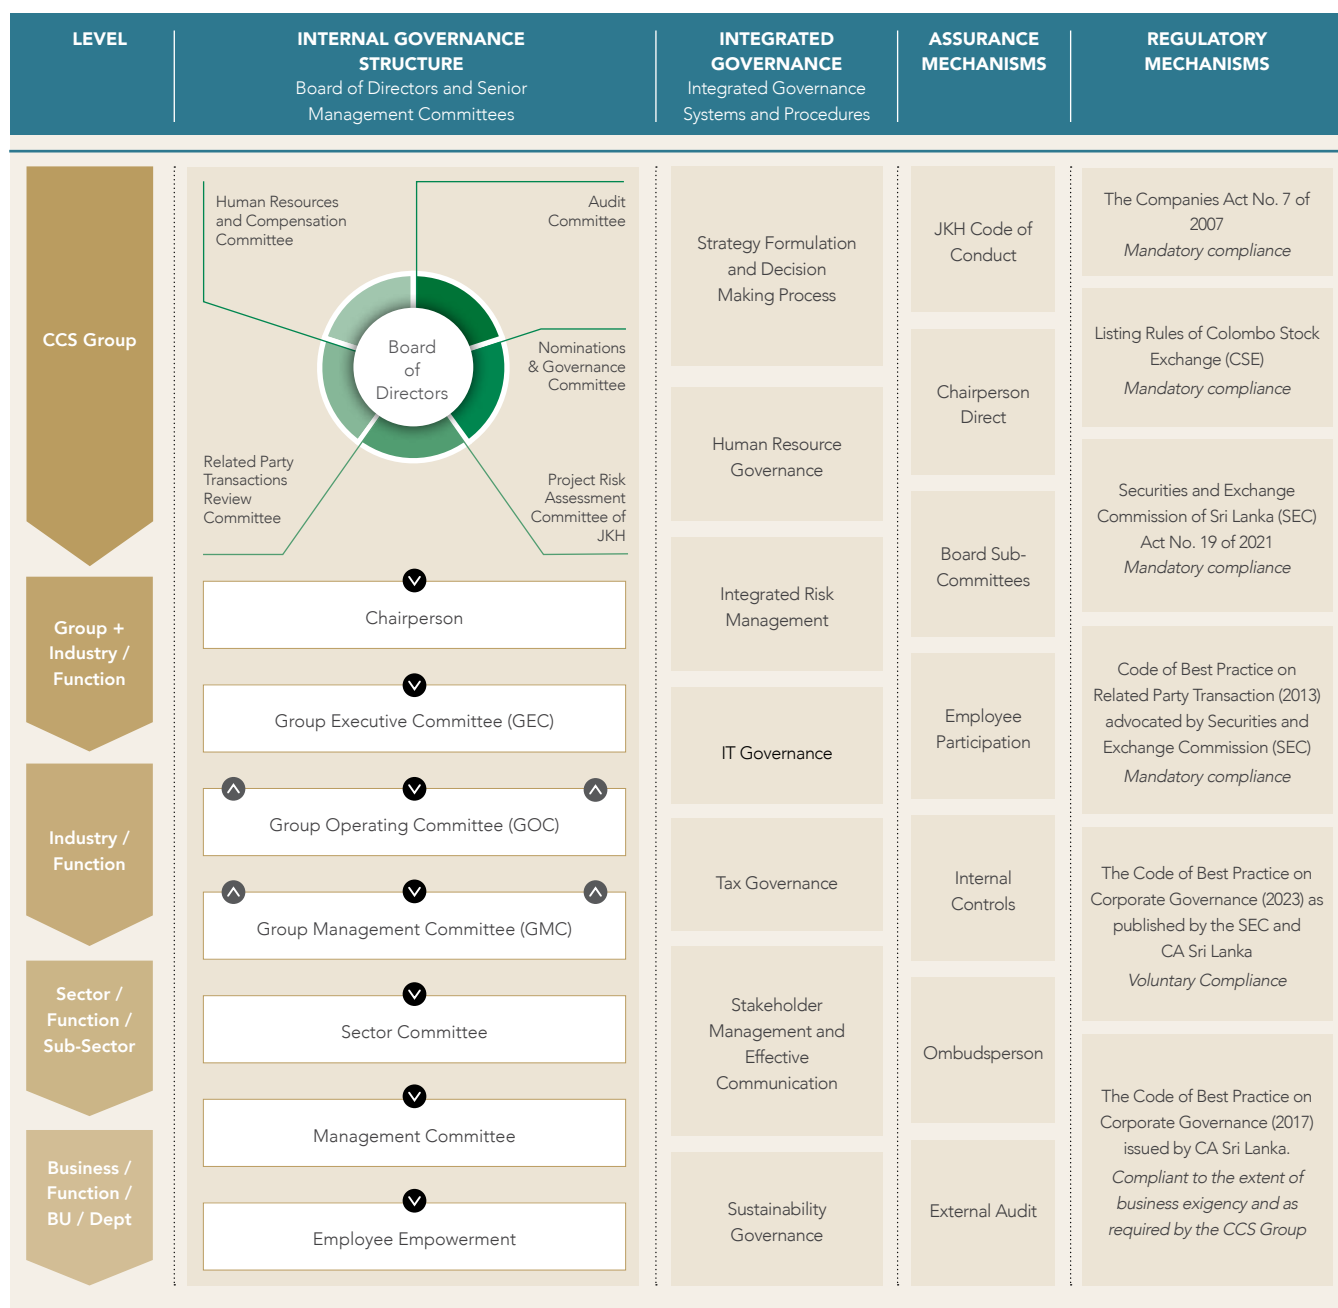 LEVEL
INTERNAL GOVERNANCE
STRUCTURE
Board of Directors and Senior
Management Committees
INTEGRATED
GOVERNANCE
Integrated Governance
Systems and Procedures
ASSURANCE
MECHANISMS
REGULATORY
MECHANISMS
CCS Group
Group +
Industry /
Function
Industry /
Function
Sector /
Function /
Sub-Sector
Business /
Function /
BU / Dept
Human Resources
and Compensation
Committee
Audit
Committee
Board
of
Directors
Nominations
& Governance
Committee
Related Party
Transactions
Review
Committee
Project Risk
Assessment
Committee of
JKH
Chairperson
Group Executive Committee (GEC)
Group Operating Committee (GOC)
Group Management Committee (GMC)
Sector Committee
Management Committee
Employee Empowerment
Strategy Formulation
and Decision
Making Process
Human Resource
Governance
Integrated Risk
Management
IT Governance
Tax Governance
Stakeholder
Management and
Effective
Communication
Sustainability
Governance
JKH Code of
Conduct
Chairperson
Direct
Board Sub-
Committees
Employee
Participation
Internal
Controls
Ombudsperson
External Audit
The Companies Act No. 7 of
2007
Mandatory compliance
Listing Rules of Colombo Stock
Exchange (CSE)
Mandatory compliance
Securities and Exchange
Commission of Sri Lanka (SEC)
Act No. 19 of 2021
Mandatory compliance
Code of Best Practice on
Related Party Transaction (2013)
advocated by Securities and
Exchange Commission (SEC)
Mandatory compliance
The Code of Best Practice on
Corporate Governance (2023) as
published by the SEC and
CA Sri Lanka
Voluntary Compliance
The Code of Best Practice on
Corporate Governance (2017)
issued by CA Sri Lanka.
Compliant to the extent of
business exigency and as
required by the CCS Group